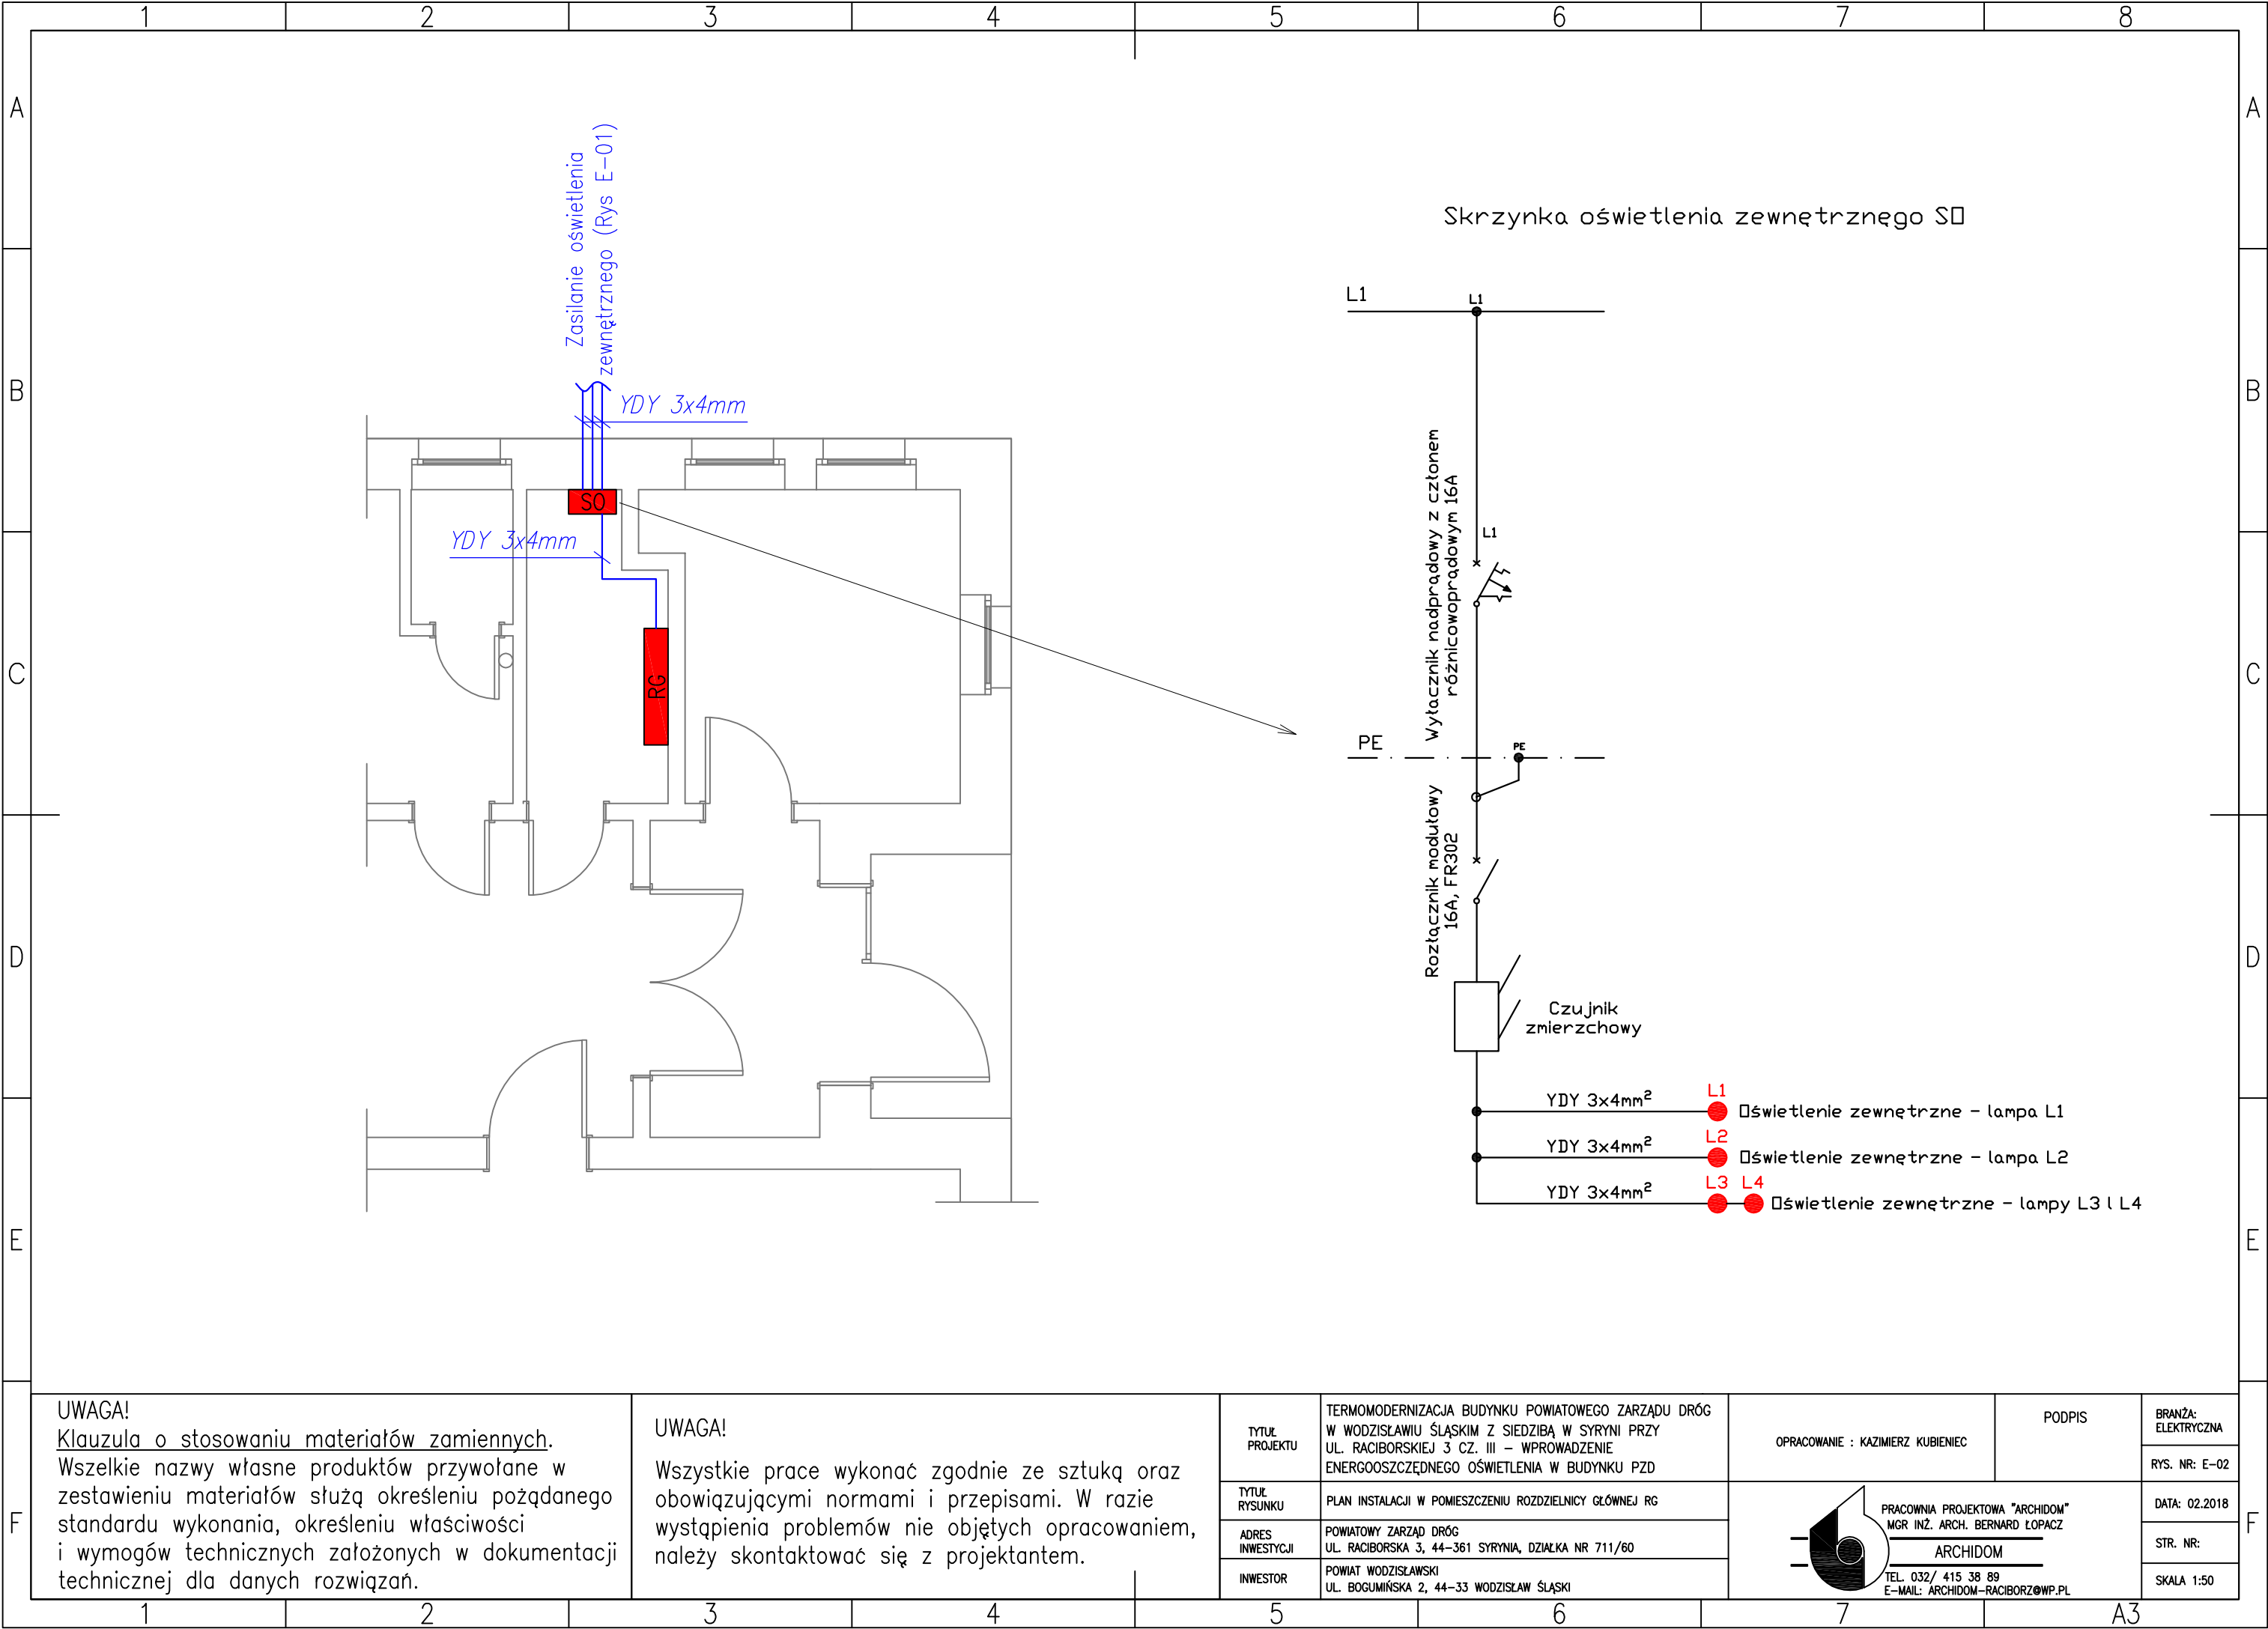 1 2 3 4 5 6 7 8
A A
B B
C C
D D
E E
F F
Zasilanie oświetlenia
zewnętrznego (Rys E-01)
YDY 3x4mm
SO
YDY 3x4mm
RG
Skrzynka oświetlenia zewnętrznęgo SO
L1
L1
Wyłacznik nadprądowy z członem
różnicowoprądowym 16A
L1
PE
PE
Rozłącznik modułowy
16A, FR302
Czujnik
zmierzchowy
YDY 3x4mm²
L1
Oświetlenie zewnętrzne - lampa L1
YDY 3x4mm²
L2
Oświetlenie zewnętrzne - lampa L2
YDY 3x4mm²
L3 L4
Oświetlenie zewnętrzne - lampy L3 i L4
UWAGA!
Klauzula o stosowaniu materiałów zamiennych.
Wszelkie nazwy własne produktów przywołane w
zestawieniu materiałów służą określeniu pożądanego
standardu wykonania, określeniu właściwości
i wymogów technicznych założonych w dokumentacji
technicznej dla danych rozwiązań.
UWAGA!
Wszystkie prace wykonać zgodnie ze sztuką oraz
obowiązującymi normami i przepisami. W razie
wystąpienia problemów nie objętych opracowaniem,
należy skontaktować się z projektantem.
TYTUŁ
PROJEKTU
TERMOMODERNIZACJA BUDYNKU POWIATOWEGO ZARZĄDU DRÓG
W WODZISŁAWIU ŚLĄSKIM Z SIEDZIBĄ W SYRYNI PRZY
UL. RACIBORSKIEJ 3 CZ. III - WPROWADZENIE
ENERGOOSZCZĘDNEGO OŚWIETLENIA W BUDYNKU PZD
TYTUŁ
RYSUNKU
PLAN INSTALACJI W POMIESZCZENIU ROZDZIELNICY GŁÓWNEJ RG
ADRES
INWESTYCJI
POWIATOWY ZARZĄD DRÓG
UL. RACIBORSKA 3, 44-361 SYRYNIA, DZIAŁKA NR 711/60
INWESTOR
POWIAT WODZISŁAWSKI
UL. BOGUMIŃSKA 2, 44-33 WODZISŁAW ŚLĄSKI
OPRACOWANIE : KAZIMIERZ KUBIENIEC
PODPIS
PRACOWNIA PROJEKTOWA "ARCHIDOM"
MGR INŻ. ARCH. BERNARD ŁOPACZ
ARCHIDOM
TEL. 032/ 415 38 89
E-MAIL: ARCHIDOM-RACIBORZ@WP.PL
BRANŻA:
ELEKTRYCZNA
RYS. NR: E-02
DATA: 02.2018
STR. NR:
SKALA 1:50
1 2 3 4 5 6 7 A3